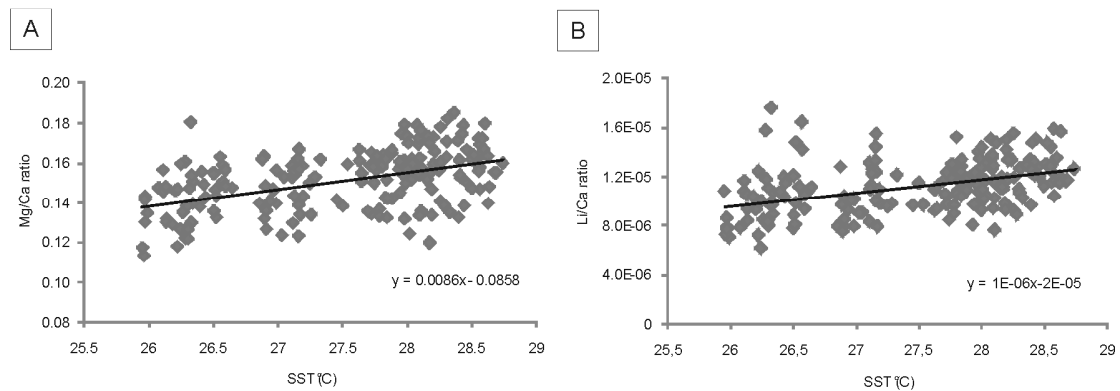 A
0.20
0.18
0.16
0.14
0.12
0.10
0.08
Mg/Ca ratio
y = 0.0086x- 0.0858
25.5 26 26.5 27 27.5 28 28.5 29
SST(°C)
B
2.0E-05
1.6E-05
1.2E-05
8.0E-06
4.0E-06
0
Li/Ca ratio
y = 1E-06x-2E-05
25,5 26 26,5 27 27,5 28 28,5 29
SST(°C)